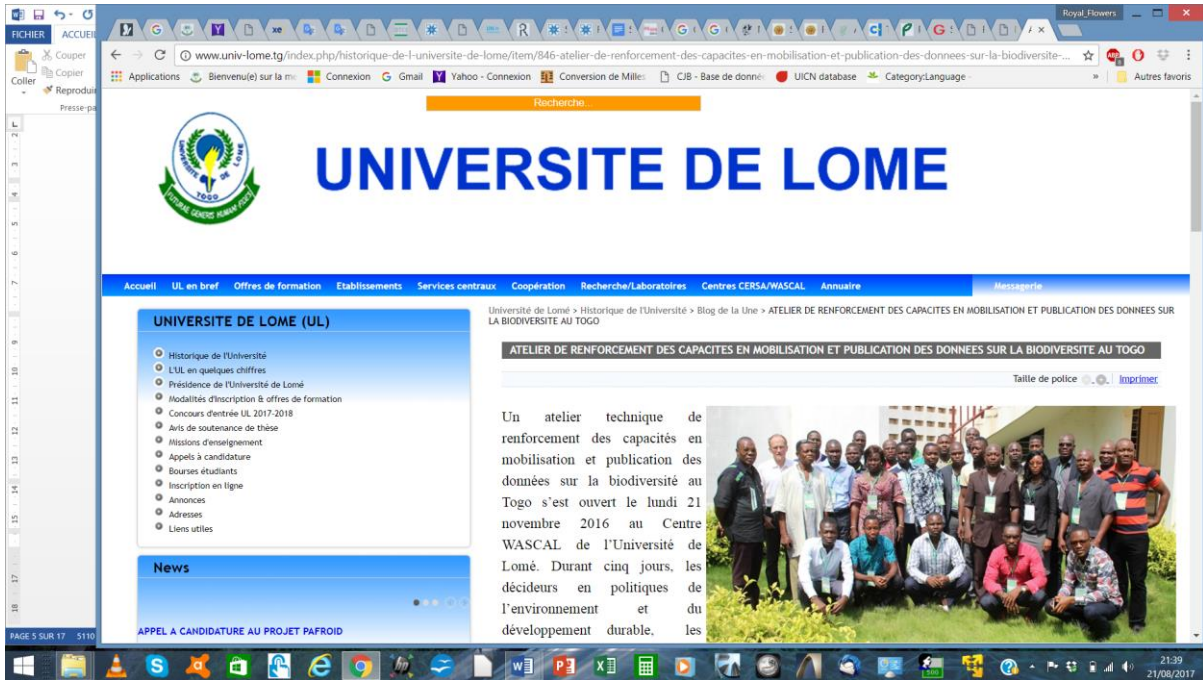 Royal_Flowers
FICHIER ACCUEIL
Couper
Copier
Coller
Reproduir
Presse-pa
www.univ-lome.tg/index.php/historique-de-l-universite-de-lome/item/846-atelier-de-renforcement-des-capacites-en-mobilisation-et-publication-des-donnees-sur-la-biodiversite-...
Applications
Bienvenu(e) sur la mo
Connexion
Gmail
Yahoo - Connexion
Conversion de Milles
CJB - Base de donné
UICN database
Category:Language -
»
Autres favoris
Recherche...
UNIVERSITE DE LOME
TOGO
Accueil UL en bref Offres de formation Etablissements Services centraux Coopération Recherche/Laboratoires Centres CERSA/WASCAL Annuaire Messagerie
UNIVERSITE DE LOME (UL)
Historique de l'Université
L'UL en quelques chiffres
Présidence de l'Université de Lomé
Modalités d'inscription & offres de formation
Concours d'entrée UL 2017-2018
Avis de soutenance de thèse
Missions d'enseignement
Appels à candidature
Bourses étudiants
Inscription en ligne
Annonces
Adresses
Liens utiles
News
APPEL A CANDIDATURE AU PROJET PAFROID
Université de Lomé > Historique de l'Université > Blog de la Une > ATELIER DE RENFORCEMENT DES CAPACITES EN MOBILISATION ET PUBLICATION DES DONNEES SUR
LA BIODIVERSITE AU TOGO
ATELIER DE RENFORCEMENT DES CAPACITES EN MOBILISATION ET PUBLICATION DES DONNEES SUR LA BIODIVERSITE AU TOGO
Taille de police Imprimer
Un atelier technique de
renforcement des capacités en
mobilisation et publication des
données sur la biodiversité au
Togo s'est ouvert le lundi 21
novembre 2016 au Centre
WASCAL de l'Université de
Lomé. Durant cinq jours, les
décideurs en politiques de
l'environnement et du
développement durable, les
PAGE 5 SUR 17 5110
21:39
21/08/2017